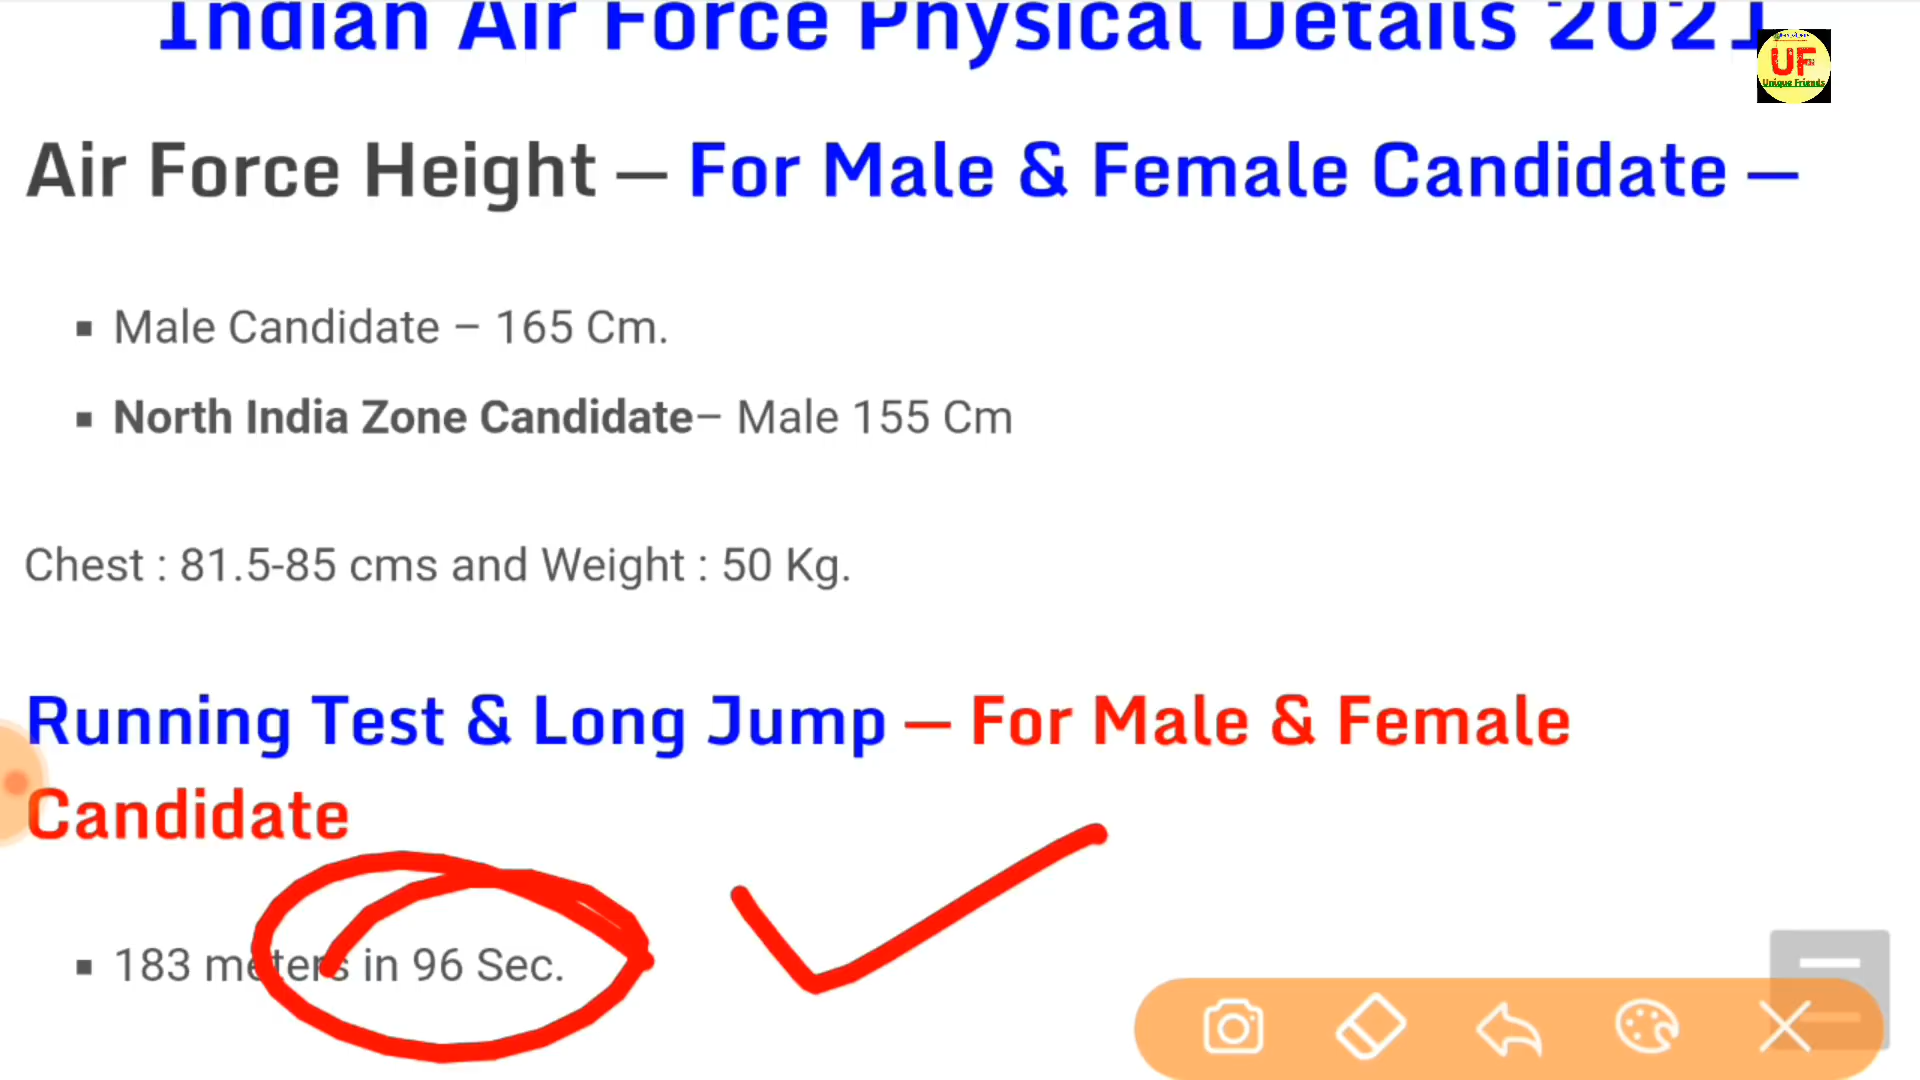 Indian Air Force Physical Details 2021
UF
Unique Friends
Air Force Height — For Male & Female Candidate —
Male Candidate – 165 Cm.
North India Zone Candidate– Male 155 Cm
Chest : 81.5-85 cms and Weight : 50 Kg.
Running Test & Long Jump — For Male & Female
Candidate
183 meters in 96 Sec.